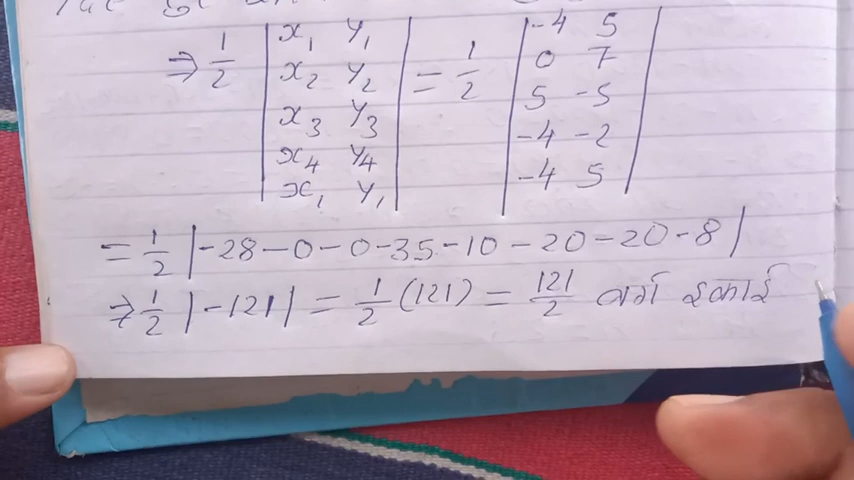 ⇒ 1/2 | x₁ y₁ | = 1/2 | -4 5 |
| x₂ y₂ | | 0 7 |
| x₃ y₃ | | 5 -5 |
| x₄ y₄ | | -4 -2 |
| x₁ y₁ | | -4 5 |
= 1/2 |-28-0-0-35-10-20-20-8|
⇒ 1/2 |-121| = 1/2 (121) = 121/2 वर्ग इकाई